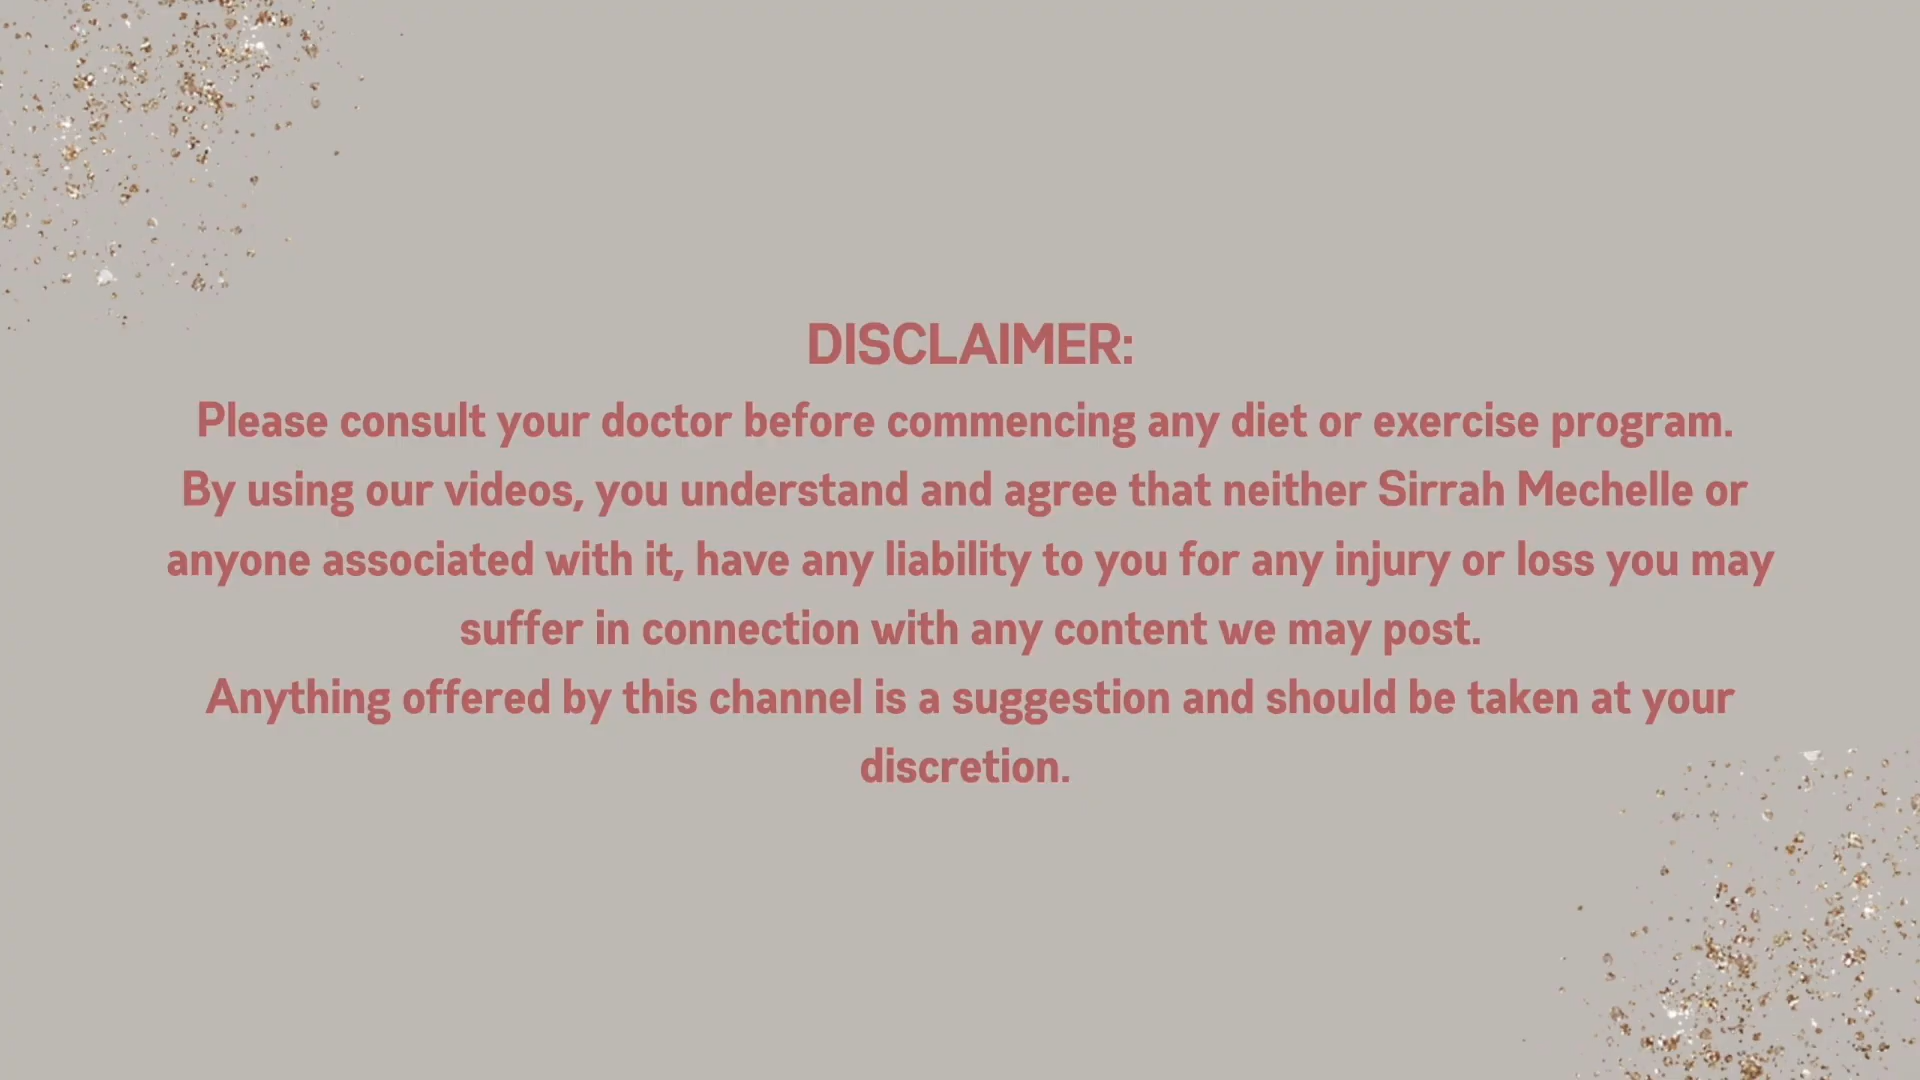 DISCLAIMER:
Please consult your doctor before commencing any diet or exercise program.
By using our videos, you understand and agree that neither Sirrah Mechelle or
anyone associated with it, have any liability to you for any injury or loss you may
suffer in connection with any content we may post.
Anything offered by this channel is a suggestion and should be taken at your
discretion.